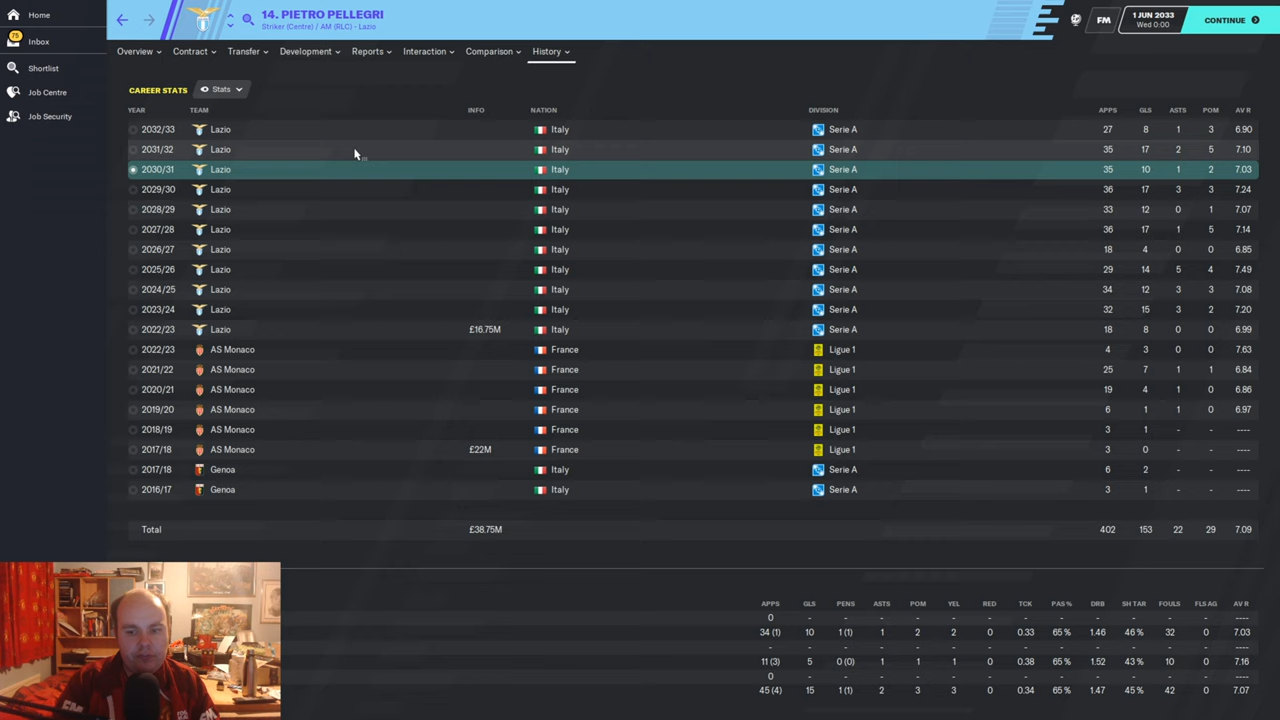 Home
75
Inbox
Shortlist
Job Centre
Job Security
14. PIETRO PELLEGRI
Striker (Centre) / AM (RLC) - Lazio
FM
1 JUN 2033
Wed 0:00
CONTINUE
Overview Contract Transfer Development Reports Interaction Comparison History
CAREER STATS Stats
YEAR TEAM INFO NATION DIVISION APPS GLS ASTS POM AV R
2032/33 Lazio Italy Serie A 27 8 1 3 6.90
2031/32 Lazio Italy Serie A 35 17 2 5 7.10
2030/31 Lazio Italy Serie A 35 10 1 2 7.03
2029/30 Lazio Italy Serie A 36 17 3 3 7.24
2028/29 Lazio Italy Serie A 33 12 0 1 7.07
2027/28 Lazio Italy Serie A 36 17 1 5 7.14
2026/27 Lazio Italy Serie A 18 4 0 0 6.85
2025/26 Lazio Italy Serie A 29 14 5 4 7.49
2024/25 Lazio Italy Serie A 34 12 3 3 7.08
2023/24 Lazio Italy Serie A 32 15 3 2 7.20
2022/23 Lazio £16.75M Italy Serie A 18 8 0 0 6.99
2022/23 AS Monaco France Ligue 1 4 3 0 0 7.63
2021/22 AS Monaco France Ligue 1 25 7 1 1 6.84
2020/21 AS Monaco France Ligue 1 19 4 1 0 6.86
2019/20 AS Monaco France Ligue 1 6 1 1 0 6.97
2018/19 AS Monaco France Ligue 1 3 1 - - ----
2017/18 AS Monaco £22M France Ligue 1 3 0 - - ----
2017/18 Genoa Italy Serie A 6 2 - - ----
2016/17 Genoa Italy Serie A 3 1 - - ----
Total £38.75M 402 153 22 29 7.09
APPS GLS PENS ASTS POM YEL RED TCK PAS % DRB SH TAR FOULS FLS AG AV R
0 - - - - - - - - - - - - ----
34 (1) 10 1 (1) 1 2 2 0 0.33 65 % 1.46 46 % 32 0 7.03
- - - - - - - - - - - - - ----
11 (3) 5 0 (0) 1 1 1 0 0.38 65 % 1.52 43 % 10 0 7.16
0 - - - - - - - - - - - - ----
45 (4) 15 1 (1) 2 3 3 0 0.34 65 % 1.47 45 % 42 0 7.07